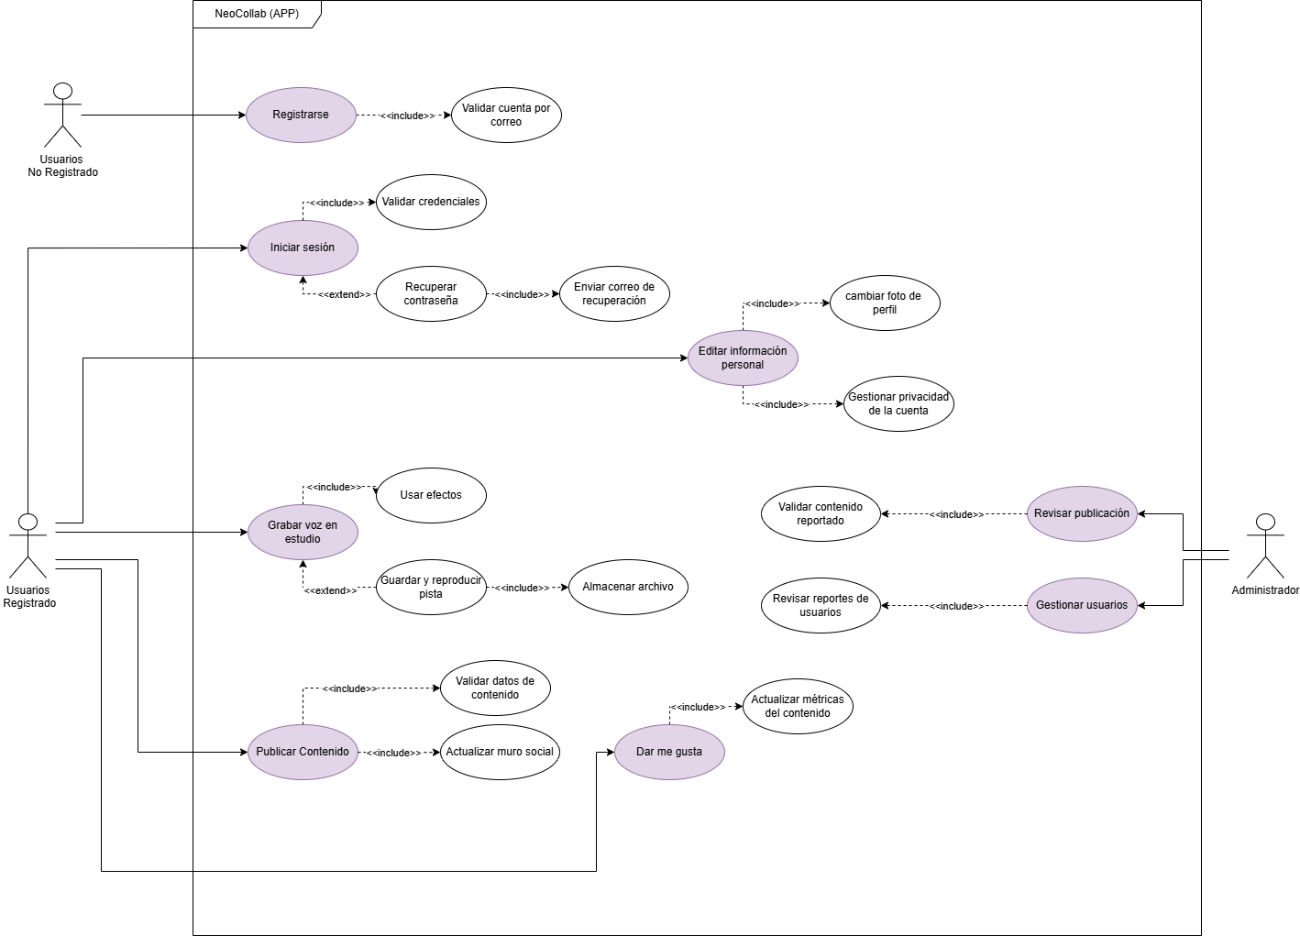 NeoCollab (APP)
Usuarios
No Registrado
Registrarse
<<include>>
Validar cuenta por
correo
<<include>>
Validar credenciales
Iniciar sesión
<<extend>>
Recuperar
contraseña
<<include>>
Enviar correo de
recuperación
<<include>>
cambiar foto de
perfil
Editar información
personal
<<include>>
Gestionar privacidad
de la cuenta
Usuarios
Registrado
<<include>>
Usar efectos
Grabar voz en
estudio
<<extend>>
Guardar y reproducir
pista
<<include>>
Almacenar archivo
Validar contenido
reportado
<<include>>
Revisar publicación
Revisar reportes de
usuarios
<<include>>
Gestionar usuarios
Administrador
<<include>>
Validar datos de
contenido
Publicar Contenido
<<include>>
Actualizar muro social
<<include>>
Actualizar métricas
del contenido
Dar me gusta